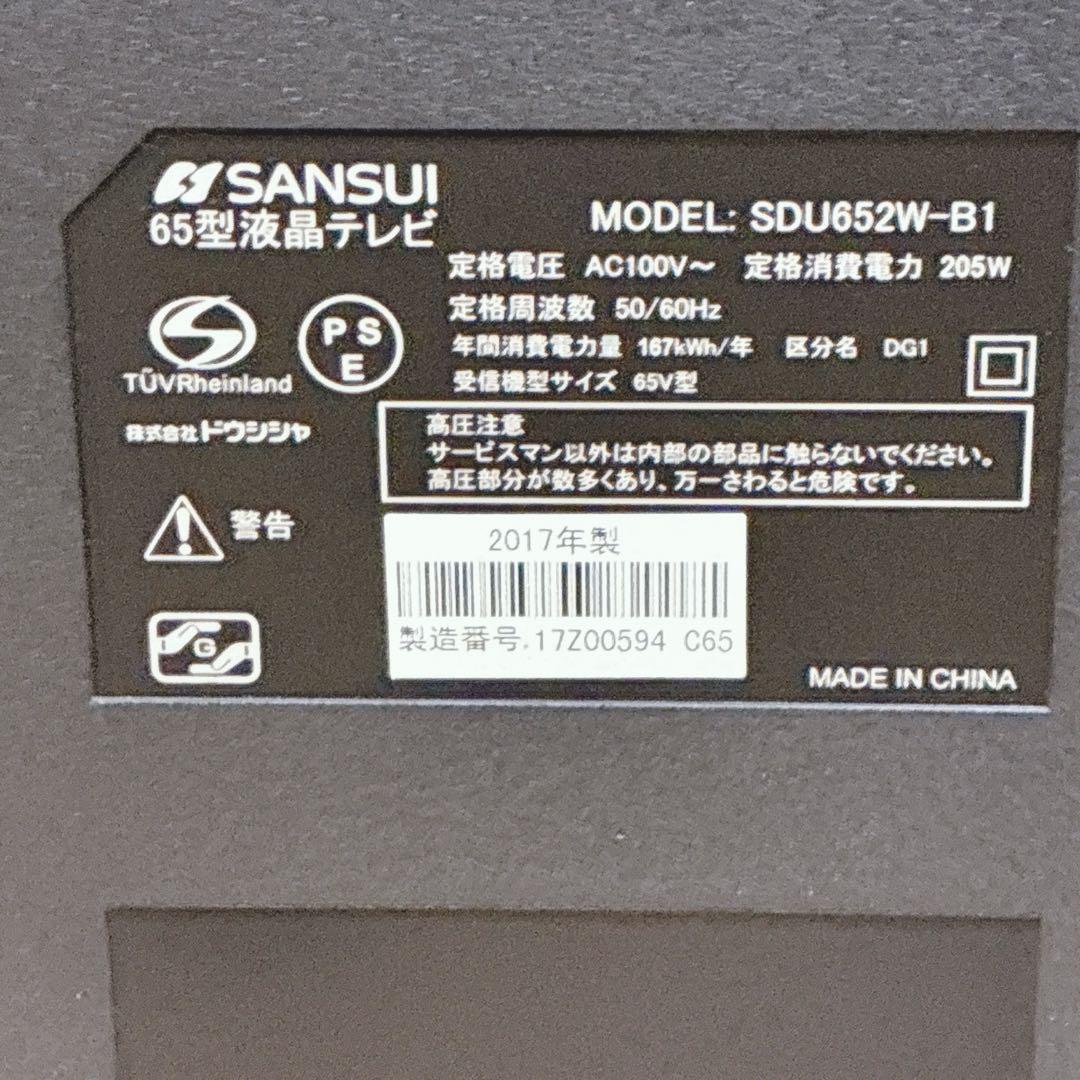 SANSUI
65型液晶テレビ
MODEL: SDU652W-B1
定格電圧 AC100V～ 定格消費電力 205W
定格周波数 50/60Hz
年間消費電力量 167kWh/年 区分名 DG1
受信機型サイズ 65V型
PSE
TÜVRheinland
株式会社ドウシシャ
高圧注意
サービスマン以外は内部の部品に触らないでください。
高圧部分が数多くあり、万一さわると危険です。
警告
2017年製
製造番号.17Z00594 C65
G
MADE IN CHINA